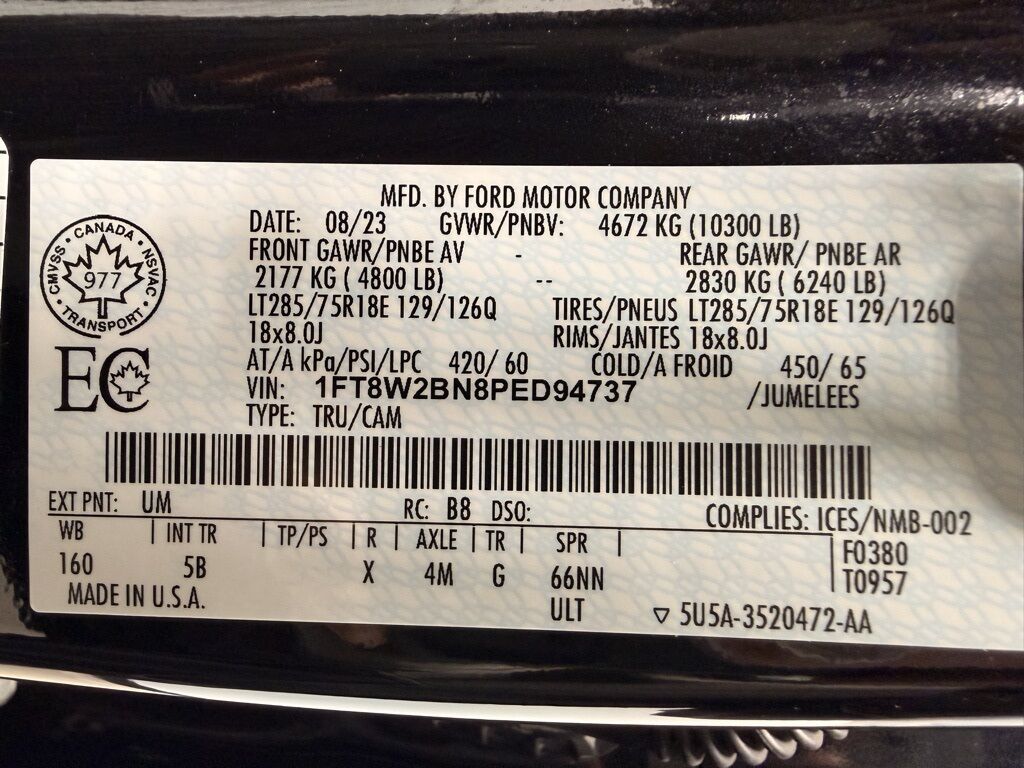 MFD. BY FORD MOTOR COMPANY
DATE: 08/23 GVWR/PNBV: 4672 KG (10300 LB)
FRONT GAWR/PNBE AV - REAR GAWR/ PNBE AR
2177 KG ( 4800 LB) -- 2830 KG ( 6240 LB)
LT285/75R18E 129/126Q TIRES/PNEUS LT285/75R18E 129/126Q
18x8.0J RIMS/JANTES 18x8.0J
AT/A kPa/PSI/LPC 420/ 60 COLD/A FROID 450/ 65
VIN: 1FT8W2BN8PED94737 /JUMELEES
TYPE: TRU/CAM
CANADA
CMVSS · NSVAC
977
TRANSPORT
EC
EXT PNT: UM RC: B8 DSO: COMPLIES: ICES/NMB-002
WB | INT TR | TP/PS | R | AXLE | TR | SPR | F0380
160 5B X 4M G 66NN T0957
MADE IN U.S.A. ULT ▽ 5U5A-3520472-AA